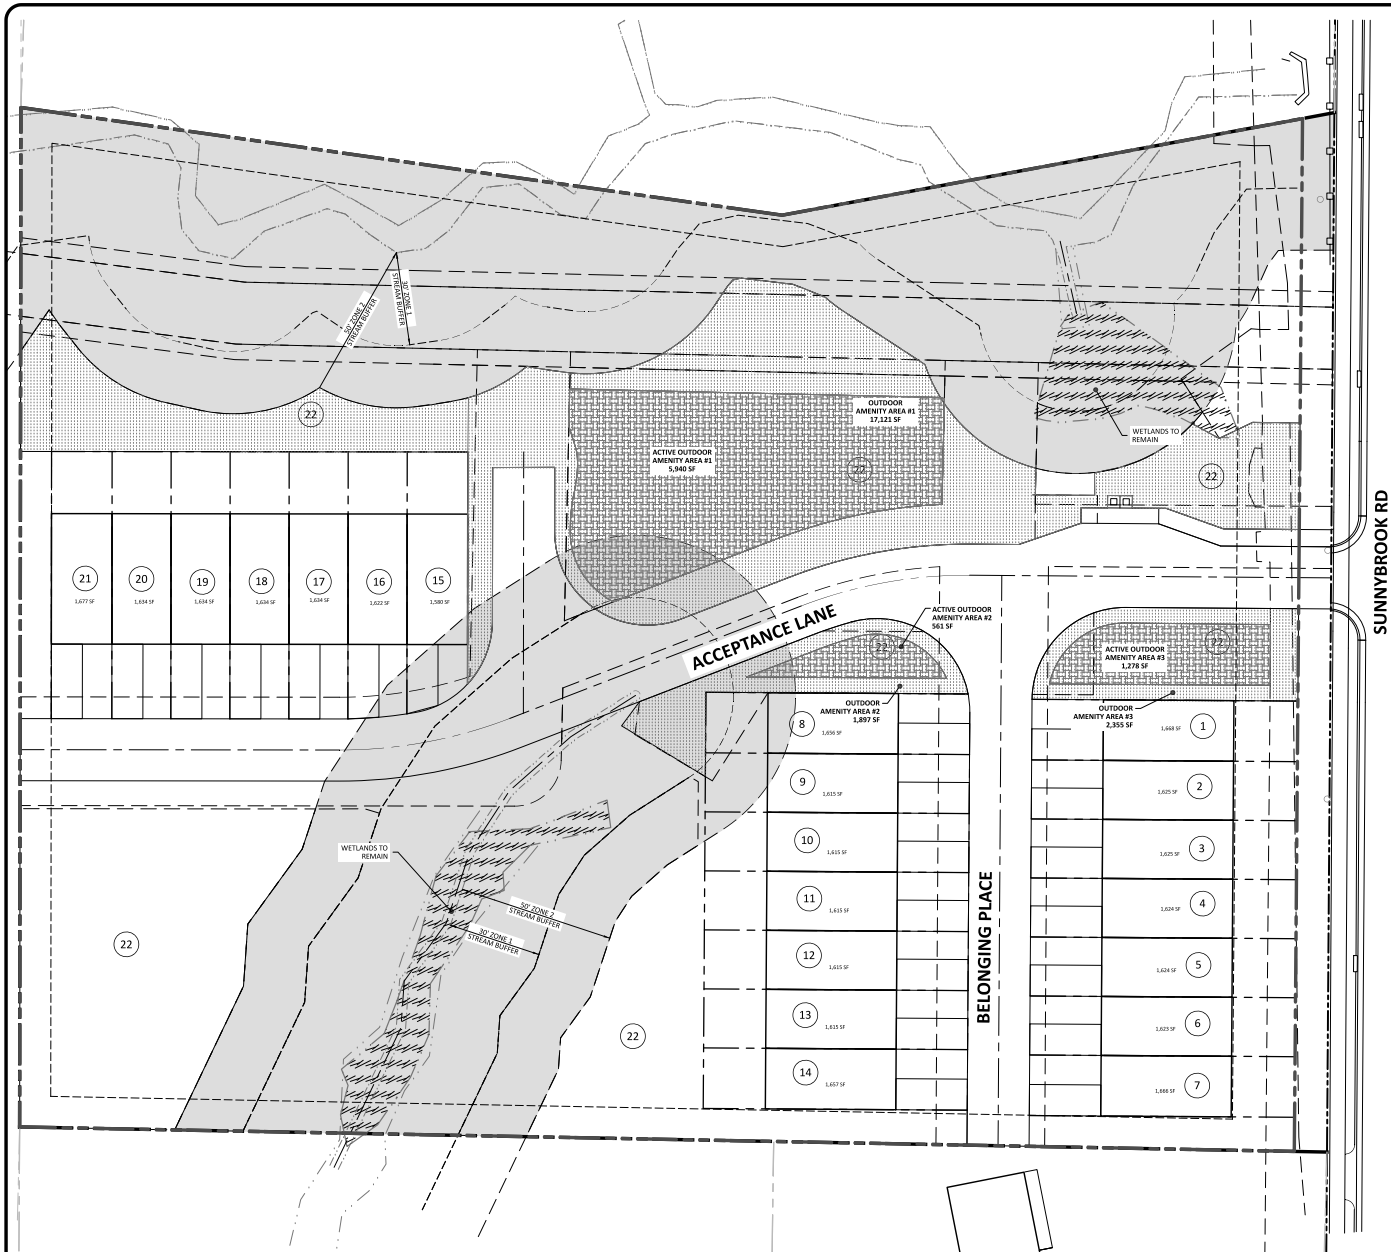 50' ZONE 2
STREAM BUFFER
30' ZONE 1
STREAM BUFFER
22
OUTDOOR
AMENITY AREA #1
17,121 SF
ACTIVE OUTDOOR
AMENITY AREA #1
5,940 SF
22
WETLANDS TO
REMAIN
22
SUNNYBROOK RD
21
1,677 SF
20
1,634 SF
19
1,634 SF
18
1,634 SF
17
1,634 SF
16
1,622 SF
15
1,580 SF
ACCEPTANCE LANE
ACTIVE OUTDOOR
AMENITY AREA #2
561 SF
22
OUTDOOR
AMENITY AREA #2
1,897 SF
22
ACTIVE OUTDOOR
AMENITY AREA #3
1,278 SF
OUTDOOR
AMENITY AREA #3
2,355 SF
8
1,656 SF
9
1,615 SF
10
1,615 SF
11
1,615 SF
12
1,615 SF
13
1,615 SF
14
1,657 SF
BELONGING PLACE
1
1,668 SF
2
1,625 SF
3
1,625 SF
4
1,624 SF
5
1,624 SF
6
1,623 SF
7
1,666 SF
WETLANDS TO
REMAIN
50' ZONE 2
STREAM BUFFER
30' ZONE 1
STREAM BUFFER
22
22